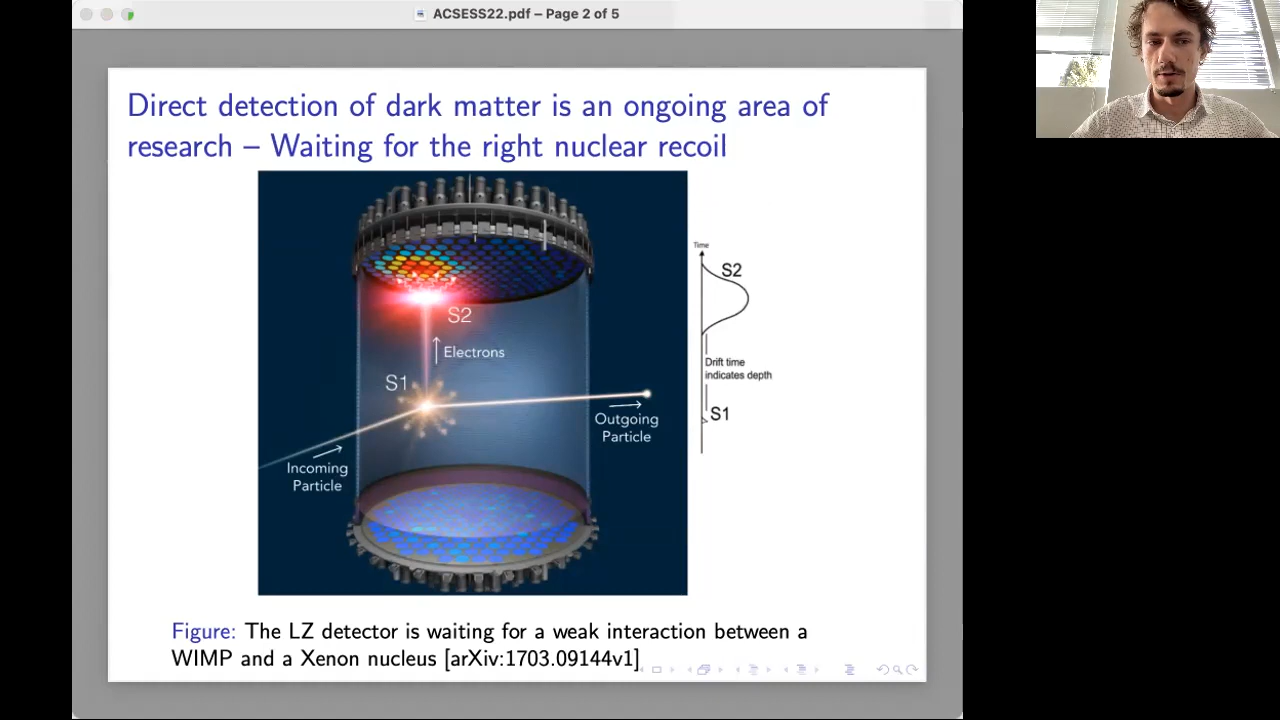 ACSESS22.pdf – Page 2 of 5
Direct detection of dark matter is an ongoing area of
research – Waiting for the right nuclear recoil
Time
S2
S2
Electrons
Drift time
indicates depth
S1
S1
Outgoing
Particle
Incoming
Particle
Figure: The LZ detector is waiting for a weak interaction between a
WIMP and a Xenon nucleus [arXiv:1703.09144v1]